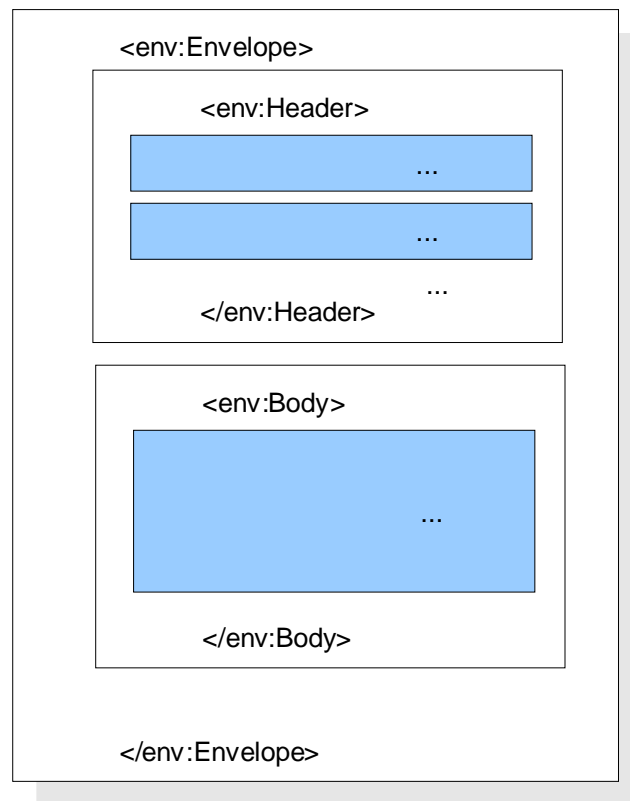 <env:Envelope>
<env:Header>
...
...
...
</env:Header>
<env:Body>
...
</env:Body>
</env:Envelope>